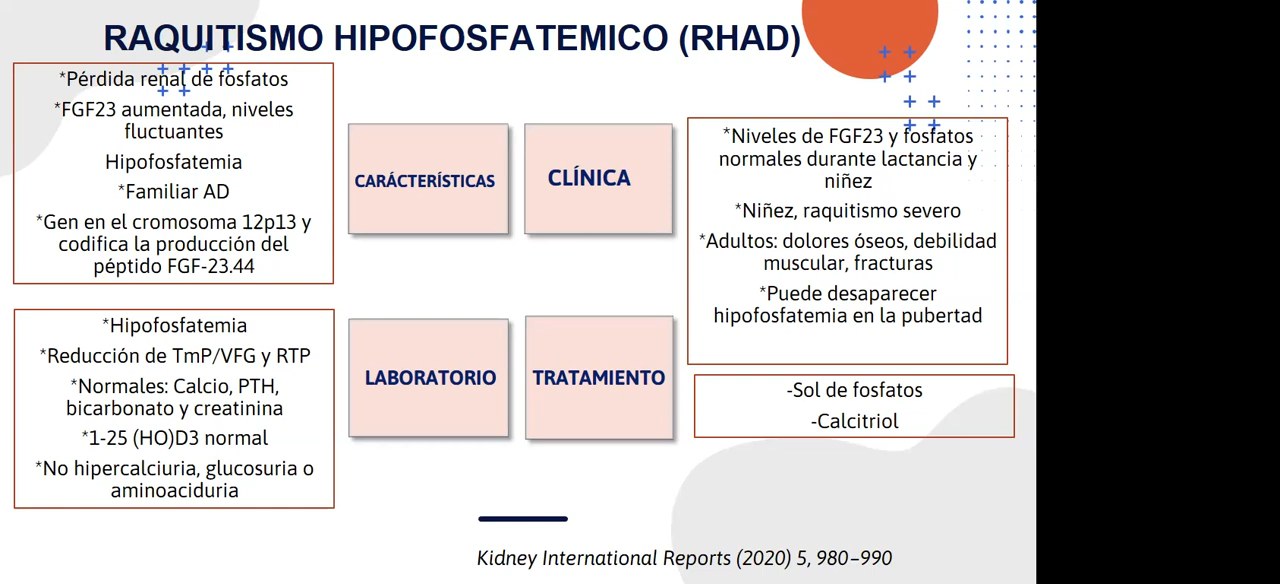 RAQUITISMO HIPOFOSFATEMICO (RHAD)
*Pérdida renal de fosfatos
*FGF23 aumentada, niveles
fluctuantes
Hipofosfatemia
*Familiar AD
*Gen en el cromosoma 12p13 y
codifica la producción del
péptido FGF-23.44
CARÁCTERÍSTICAS
CLÍNICA
*Niveles de FGF23 y fosfatos
normales durante lactancia y
niñez
*Niñez, raquitismo severo
*Adultos: dolores óseos, debilidad
muscular, fracturas
*Puede desaparecer
hipofosfatemia en la pubertad
*Hipofosfatemia
*Reducción de TmP/VFG y RTP
*Normales: Calcio, PTH,
bicarbonato y creatinina
*1-25 (HO)D3 normal
*No hipercalciuria, glucosuria o
aminoaciduria
LABORATORIO
TRATAMIENTO
-Sol de fosfatos
-Calcitriol
Kidney International Reports (2020) 5, 980–990